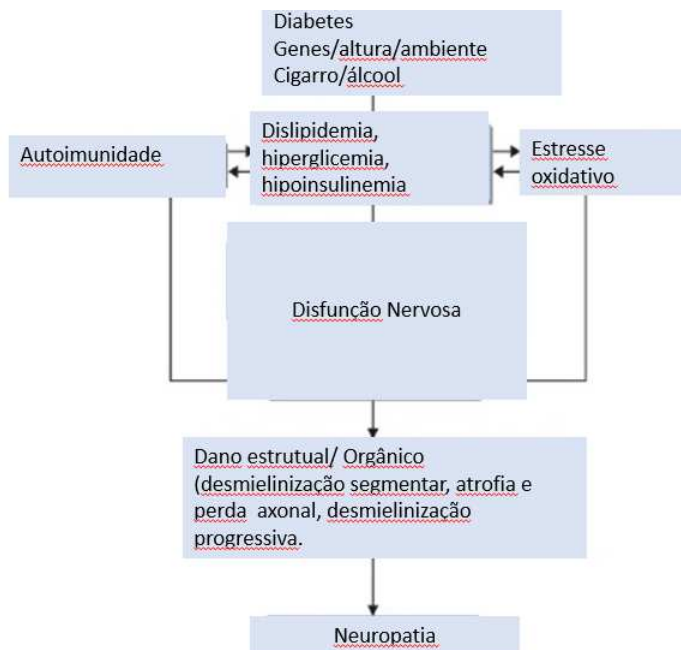 Diabetes
Genes/altura/ambiente
Cigarro/álcool
Autoimunidade
Dislipidemia,
hiperglicemia,
hipoinsulinemia
Estresse
oxidativo
Disfunção Nervosa
Dano estrutual/ Orgânico
(desmielinização segmentar, atrofia e
perda axonal, desmielinização
progressiva.
Neuropatia